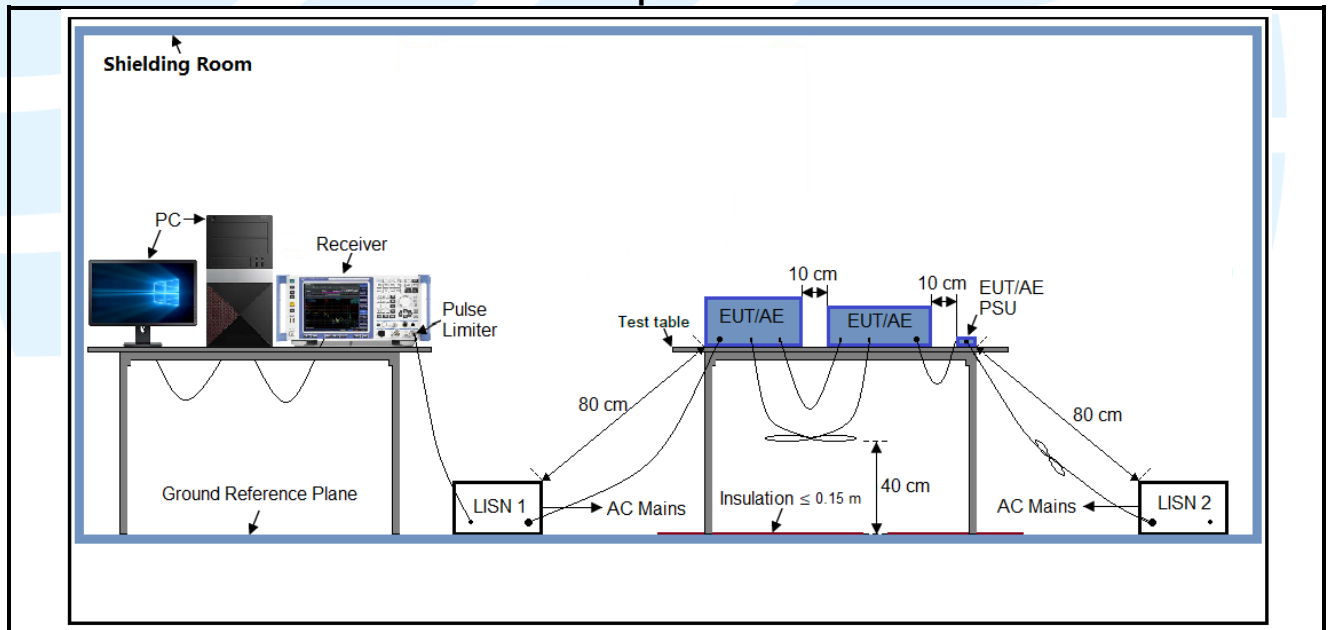 Shielding Room
PC
Receiver
Pulse
Limiter
10 cm
10 cm
EUT/AE
PSU
Test table
EUT/AE
EUT/AE
80 cm
80 cm
Ground Reference Plane
LISN 1
AC Mains
Insulation ≤ 0.15 m
40 cm
AC Mains
LISN 2